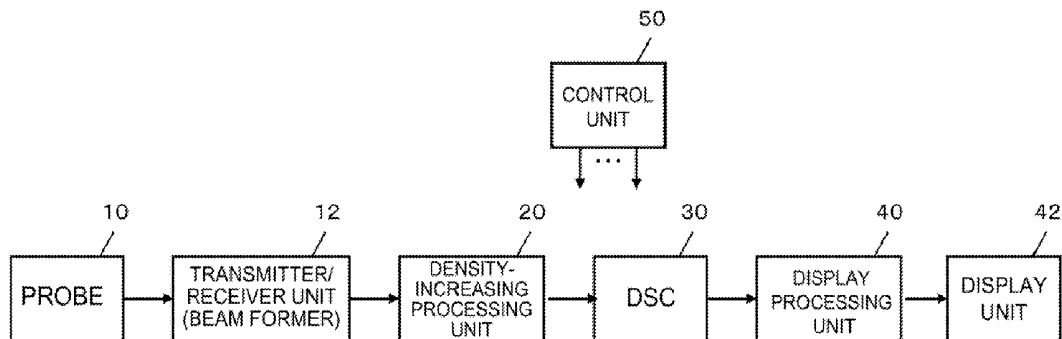 50
CONTROL
UNIT
...
10
12
20
30
40
42
PROBE
TRANSMITTER/
RECEIVER UNIT
(BEAM FORMER)
DENSITY-
INCREASING
PROCESSING
UNIT
DSC
DISPLAY
PROCESSING
UNIT
DISPLAY
UNIT